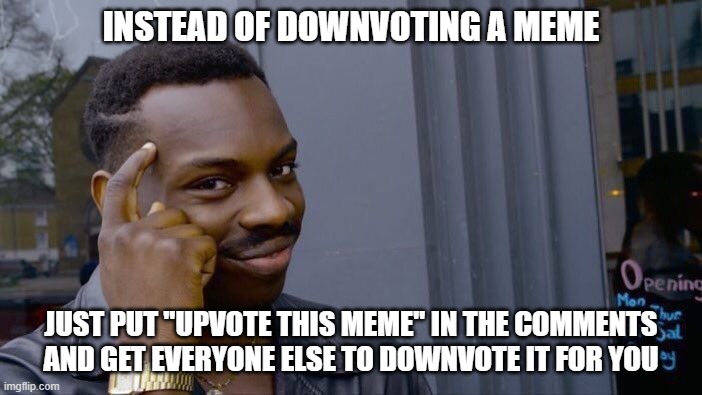 INSTEAD OF DOWNVOTING A MEME
Opening
Mon
Thur
JUST PUT "UPVOTE THIS MEME" IN THE COMMENTS
AND GET EVERYONE ELSE TO DOWNVOTE IT FOR YOU
imgflip.com